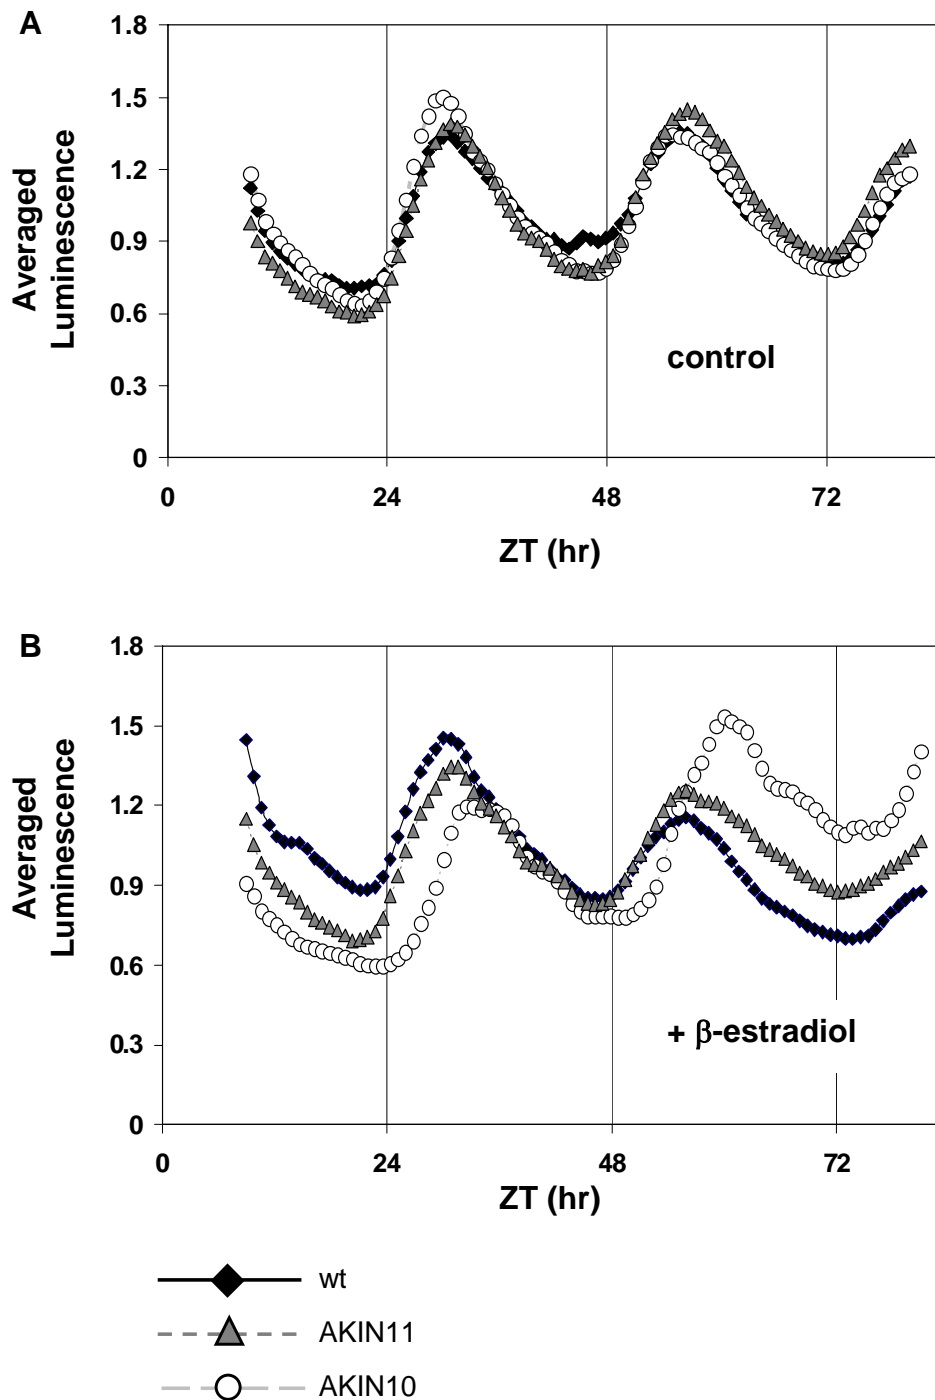 A
1.8
1.5
1.2
0.9
0.6
0.3
0
Averaged
Luminescence
control
0 24 48 72
ZT (hr)
B
1.8
1.5
1.2
0.9
0.6
0.3
0
Averaged
Luminescence
+ β-estradiol
0 24 48 72
ZT (hr)
wt
AKIN11
AKIN10